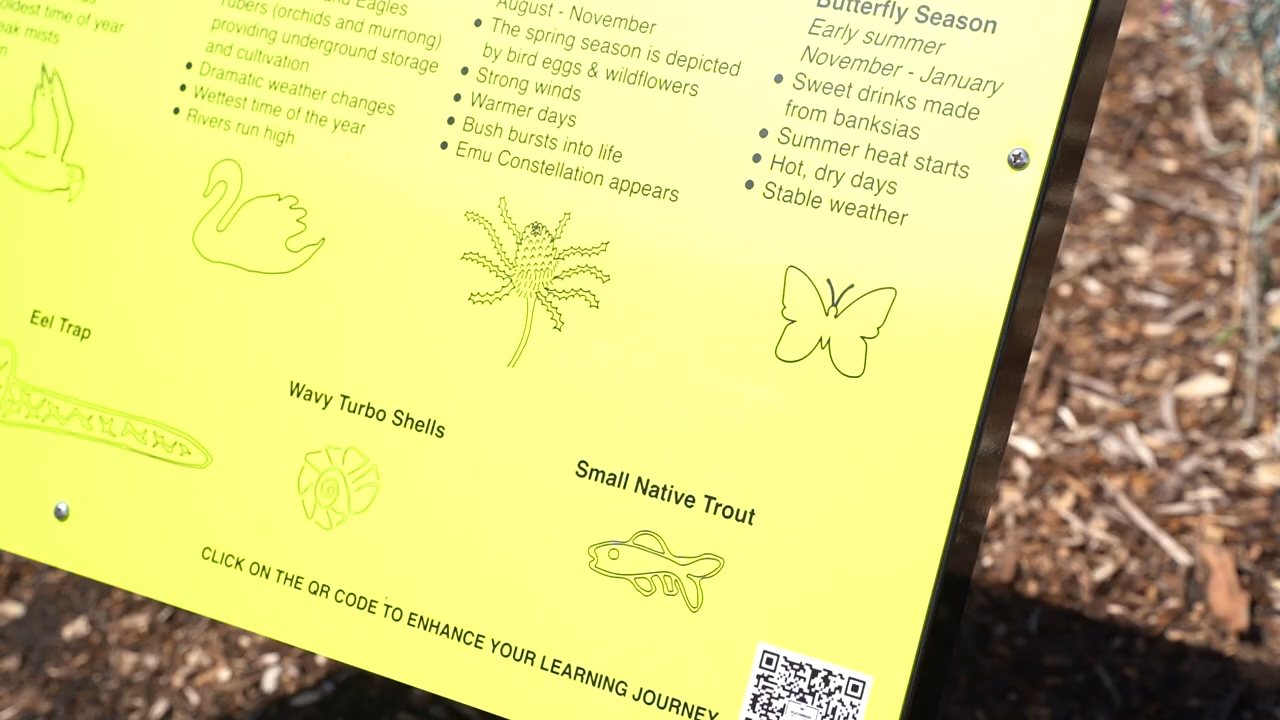 oldest time of year
mists
and Eagles
Tubers (orchids and murnong)
providing underground storage
and cultivation
Dramatic weather changes
Wettest time of the year
Rivers run high
August - November
The spring season is depicted
by bird eggs & wildflowers
Strong winds
Warmer days
Bush bursts into life
Emu Constellation appears
Butterfly Season
Early summer
November - January
Sweet drinks made
from banksias
Summer heat starts
Hot, dry days
Stable weather
Eel Trap
Wavy Turbo Shells
Small Native Trout
CLICK ON THE QR CODE TO ENHANCE YOUR LEARNING JOURNEY